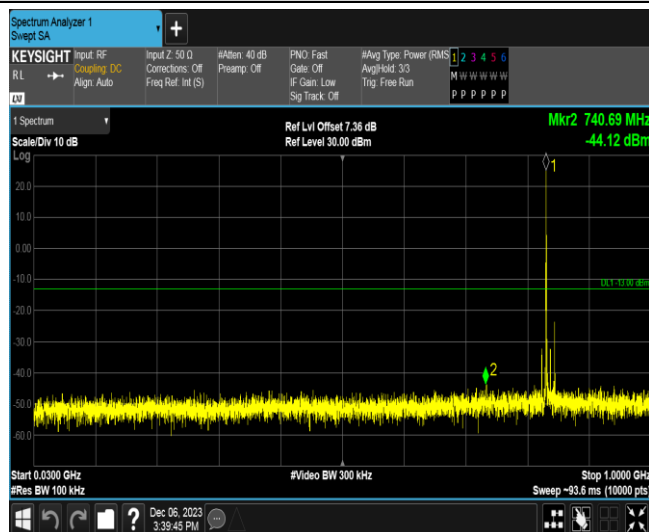 Spectrum Analyzer 1
Swept SA
+
KEYSIGHT Input: RF Input Z: 50 Ω #Atten: 40 dB PNO: Fast #Avg Type: Power (RMS 1 2 3 4 5 6
RL Coupling: DC Corrections: Off Preamp: Off Gate: Off Avg|Hold: 3/3 M W W W W W
Align: Auto Freq Ref: Int (S) IF Gain: Low Trig: Free Run
LXI Sig Track: Off P P P P P P
1 Spectrum Ref Lvl Offset 7.36 dB Mkr2 740.69 MHz
Scale/Div 10 dB Ref Level 30.00 dBm -44.12 dBm
Log
1
20.0
10.0
0.00
-10.0
DL1 -13.00 dBm
-20.0
-30.0
-40.0
2
-50.0
-60.0
Start 0.0300 GHz #Video BW 300 kHz Stop 1.0000 GHz
#Res BW 100 kHz Sweep ~93.6 ms (10000 pts)
? Dec 06, 2023
3:39:45 PM